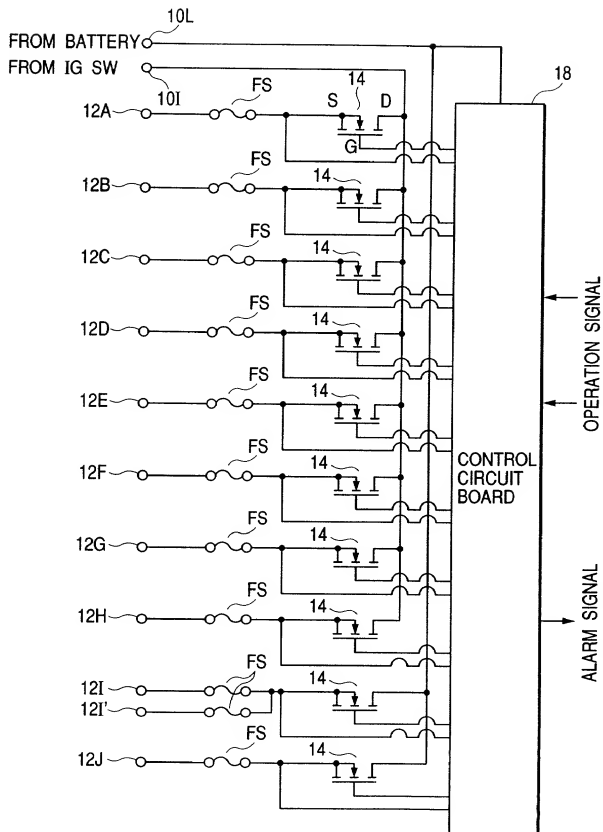 10L
FROM BATTERY
FROM IG SW
10I
18
12A
FS
14
S
D
G
12B
FS
14
12C
FS
14
12D
FS
14
12E
FS
14
12F
FS
14
12G
FS
14
12H
FS
14
12I
12I'
FS
14
12J
FS
14
CONTROL
CIRCUIT
BOARD
OPERATION SIGNAL
ALARM SIGNAL